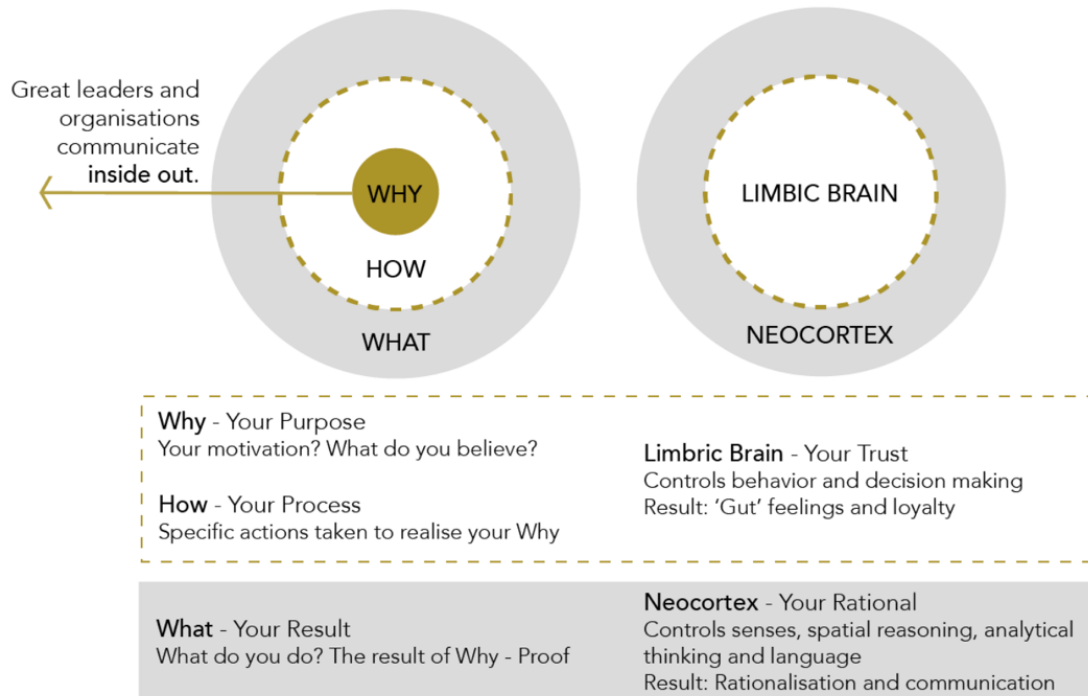 Great leaders and
organisations
communicate
inside out.
WHY
HOW
WHAT
LIMBIC BRAIN
NEOCORTEX
Why - Your Purpose
Your motivation? What do you believe?
How - Your Process
Specific actions taken to realise your Why
Limbric Brain - Your Trust
Controls behavior and decision making
Result: ‘Gut’ feelings and loyalty
What - Your Result
What do you do? The result of Why - Proof
Neocortex - Your Rational
Controls senses, spatial reasoning, analytical
thinking and language
Result: Rationalisation and communication